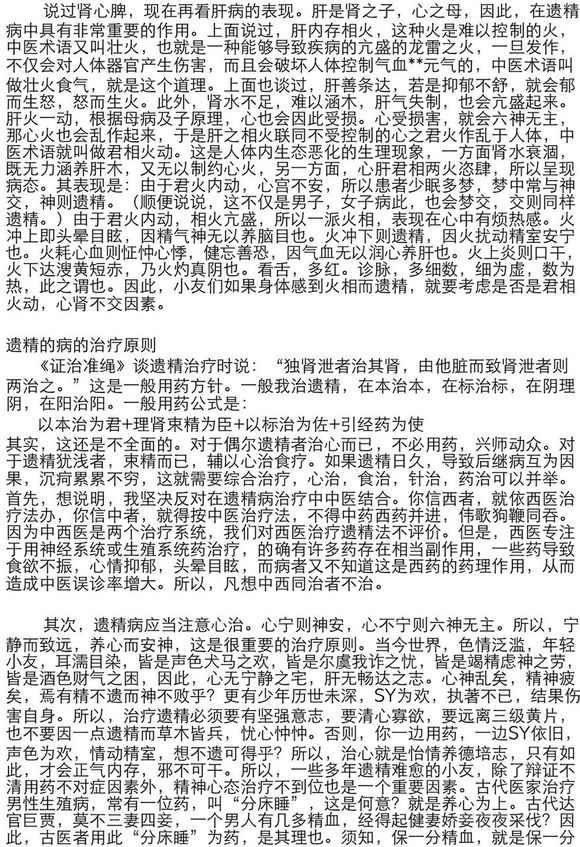 说过肾心脾，现在再看肝病的表现。肝是肾之子，心之母，因此，在遗精
病中具有非常重要的作用。上面说过，肝内存相火，这种火是难以控制的火，
中医术语又叫壮火，也就是一种能够导致疾病的亢盛的龙雷之火，一旦发作，
不仅会对人体器官产生伤害，而且会破坏人体控制气血**元气的，中医术语叫
做壮火食气，就是这个道理。上面也谈过，肝善条达，若是抑郁不舒，就会郁
而生怒，怒而生火。此外，肾水不足，难以涵木，肝气失制，也会亢盛起来。
肝火一动，根据母病及子原理，心也会因此受损。心受损害，就会六神无主，
那心火也会乱作起来，于是肝之相火联同不受控制的心之君火作乱于人体，中
医术语就叫做君相火动。这是人体内生态恶化的生理现象，一方面肾水衰涸，
既无力涵养肝木，又无以制约心火，另一方面，心肝君相两火恣肆，所以呈现
病态。其表现是：由于君火内动，心宫不安，所以患者少眠多梦，梦中常与神
交，神则遗精。（顺便说说，这不仅是男子，女子病此，也会梦交，交则同样
遗精。）由于君火内动，相火亢盛，所以一派火相，表现在心中有烦热感。火
冲上即头晕目眩，因精气神无以养脑目也。火冲下则遗精，因火扰动精室安宁
也。火耗心血则怔忡心悸，健忘善恐，因气血无以润心养肝也。火上炎则口干，
火下达溲黄短赤，乃火灼真阴也。看舌，多红。诊脉，多细数，细为虚，数为
热，此之谓也。因此，小友们如果身体感到火相而遗精，就要考虑是否是君相
火动，心肾不交因素。
遗精的病的治疗原则
《证治准绳》谈遗精治疗时说：“独肾泄者治其肾，由他脏而致肾泄者则
两治之。”这是一般用药方针。一般我治遗精，在本治本，在标治标，在阴理
阴，在阳治阳。一般用药公式是：
以本治为君+理肾束精为臣+以标治为佐+引经药为使
其实，这还是不全面的。对于偶尔遗精者治心而已，不必用药，兴师动众。对
于遗精犹浅者，束精而已，辅以心治食疗。如果遗精日久，导致后继病互为因
果，沉疴累累不穷，这就需要综合治疗，心治，食治，针治，药治可以并举。
首先，想说明，我坚决反对在遗精病治疗中中医结合。你信西者，就依西医治
疗法办，你信中者，就得按中医治疗法，不得中药西药并进，伟歌狗鞭同吞。
因为中西医是两个治疗系统，我们对西医治疗遗精法不评价。但是，西医专注
于用神经系统或生殖系统药治疗，的确有许多药存在相当副作用，一些药导致
食欲不振，心情抑郁，头晕目眩，而病者又不知道这是西药的药理作用，从而
造成中医误诊率增大。所以，凡想中西同治者不治。
其次，遗精病应当注意心治。心宁则神安，心不宁则六神无主。所以，宁
静而致远，养心而安神，这是很重要的治疗原则。当今世界，色情泛滥，年轻
小友，耳濡目染，皆是声色犬马之欢，皆是尔虞我诈之忧，皆是竭精虑神之劳，
皆是酒色财气之困，因此，心无宁静之宅，肝无畅达之志。心神乱矣，精神疲
矣，焉有精不遗而神不败乎？更有少年历世未深，SY为欢，执著不已，结果伤
害自身。所以，治疗遗精必须要有坚强意志，要清心寡欲，要远离三级黄片，
也不要因一点遗精而草木皆兵，忧心忡忡。否则，你一边用药，一边SY依旧，
声色为欢，情动精室，想不遗可得乎？所以，治心就是怡情养德培志，只有如
此，才会正气内存，邪不可干。所以，一些多年遗精难愈的小友，除了辩证不
清用药不对症因素外，精神心态治疗不到位也是一个重要因素。古代医家治疗
男性生殖病，常有一位药，叫“分床睡”，这是何意？就是养心为上。古代达
官巨贾，莫不三妻四妾，一个男人有几多精血，经得起健妻娇妾夜夜采伐？因
此，古医者用此“分床睡”为药，是其理也。须知，保一分精血，就是保一分